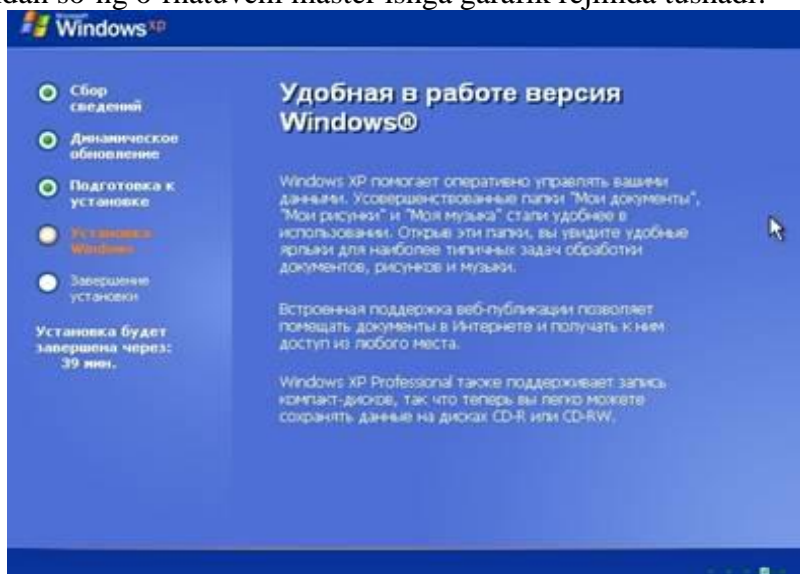 so‘ng o‘rnatuvchi master ishga garafik rejimda tushadi.
Microsoft
Windows xp
Сбор
сведений
Динамическое
обновление
Подготовка к
установке
Установка
Windows
Завершение
установки
Установка будет
завершена через:
39 мин.
Удобная в работе версия
Windows®
Windows XP помогает оперативно управлять вашими
данными. Усовершенствованные папки "Мои документы",
"Мои рисунки" и "Моя музыка" стали удобнее в
использовании. Открыв эти папки, вы увидите удобные
ярлыки для наиболее типичных задач обработки
документов, рисунков и музыки.
Встроенная поддержка веб-публикации позволяет
помещать документы в Интернете и получать к ним
доступ из любого места.
Windows XP Professional также поддерживает запись
компакт-дисков, так что теперь вы легко можете
сохранять данные на дисках CD-R или CD-RW.